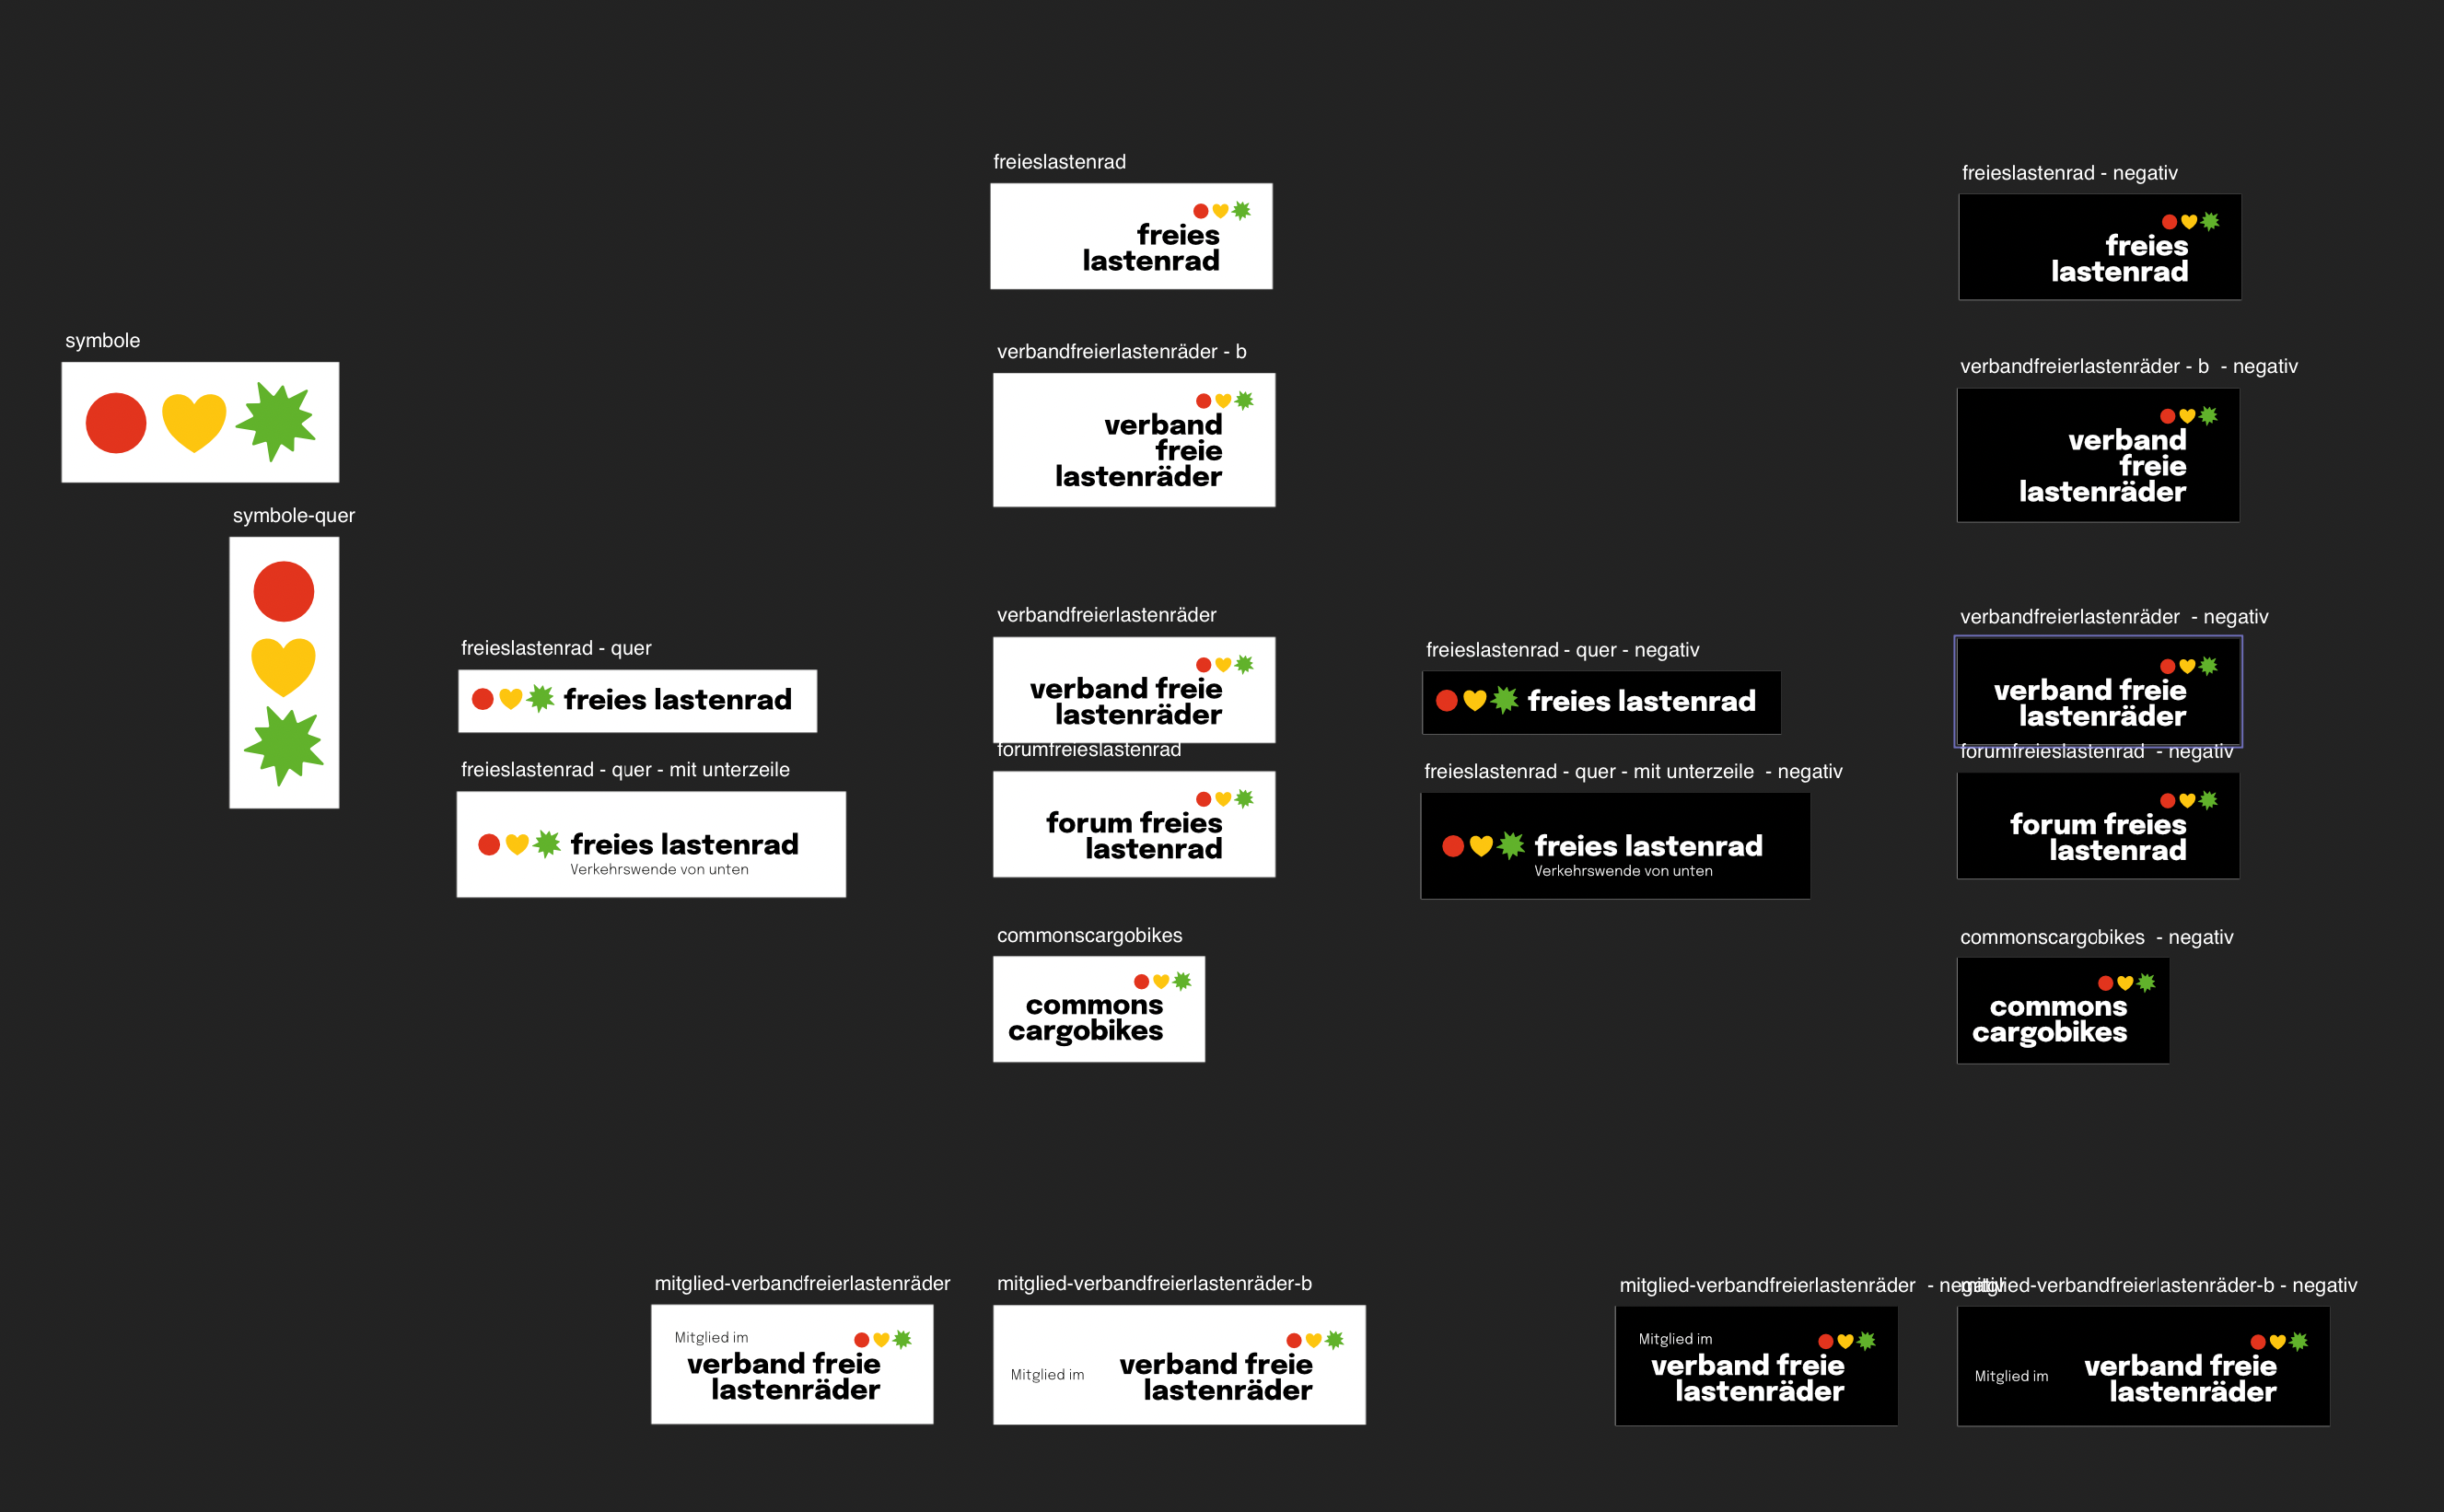 freieslastenrad
freies
lastenrad
freieslastenrad - negativ
freies
lastenrad
symbole
verbandfreierlastenräder - b
verband
freie
lastenräder
verbandfreierlastenräder - b - negativ
verband
freie
lastenräder
symbole-quer
freieslastenrad - quer
freies lastenrad
verbandfreierlastenräder
verband freie
lastenräder
freieslastenrad - quer - negativ
freies lastenrad
verbandfreierlastenräder - negativ
verband freie
lastenräder
freieslastenrad - quer - mit unterzeile
freies lastenrad
Verkehrswende von unten
forumfreieslastenrad
forum freies
lastenrad
freieslastenrad - quer - mit unterzeile - negativ
freies lastenrad
Verkehrswende von unten
forumfreieslastenrad - negativ
forum freies
lastenrad
commonscargobikes
commons
cargobikes
commonscargobikes - negativ
commons
cargobikes
mitglied-verbandfreierlastenräder
Mitglied im
verband freie
lastenräder
mitglied-verbandfreierlastenräder-b
Mitglied im
verband freie
lastenräder
mitglied-verbandfreierlastenräder - negativ
Mitglied im
verband freie
lastenräder
mitglied-verbandfreierlastenräder-b - negativ
Mitglied im
verband freie
lastenräder